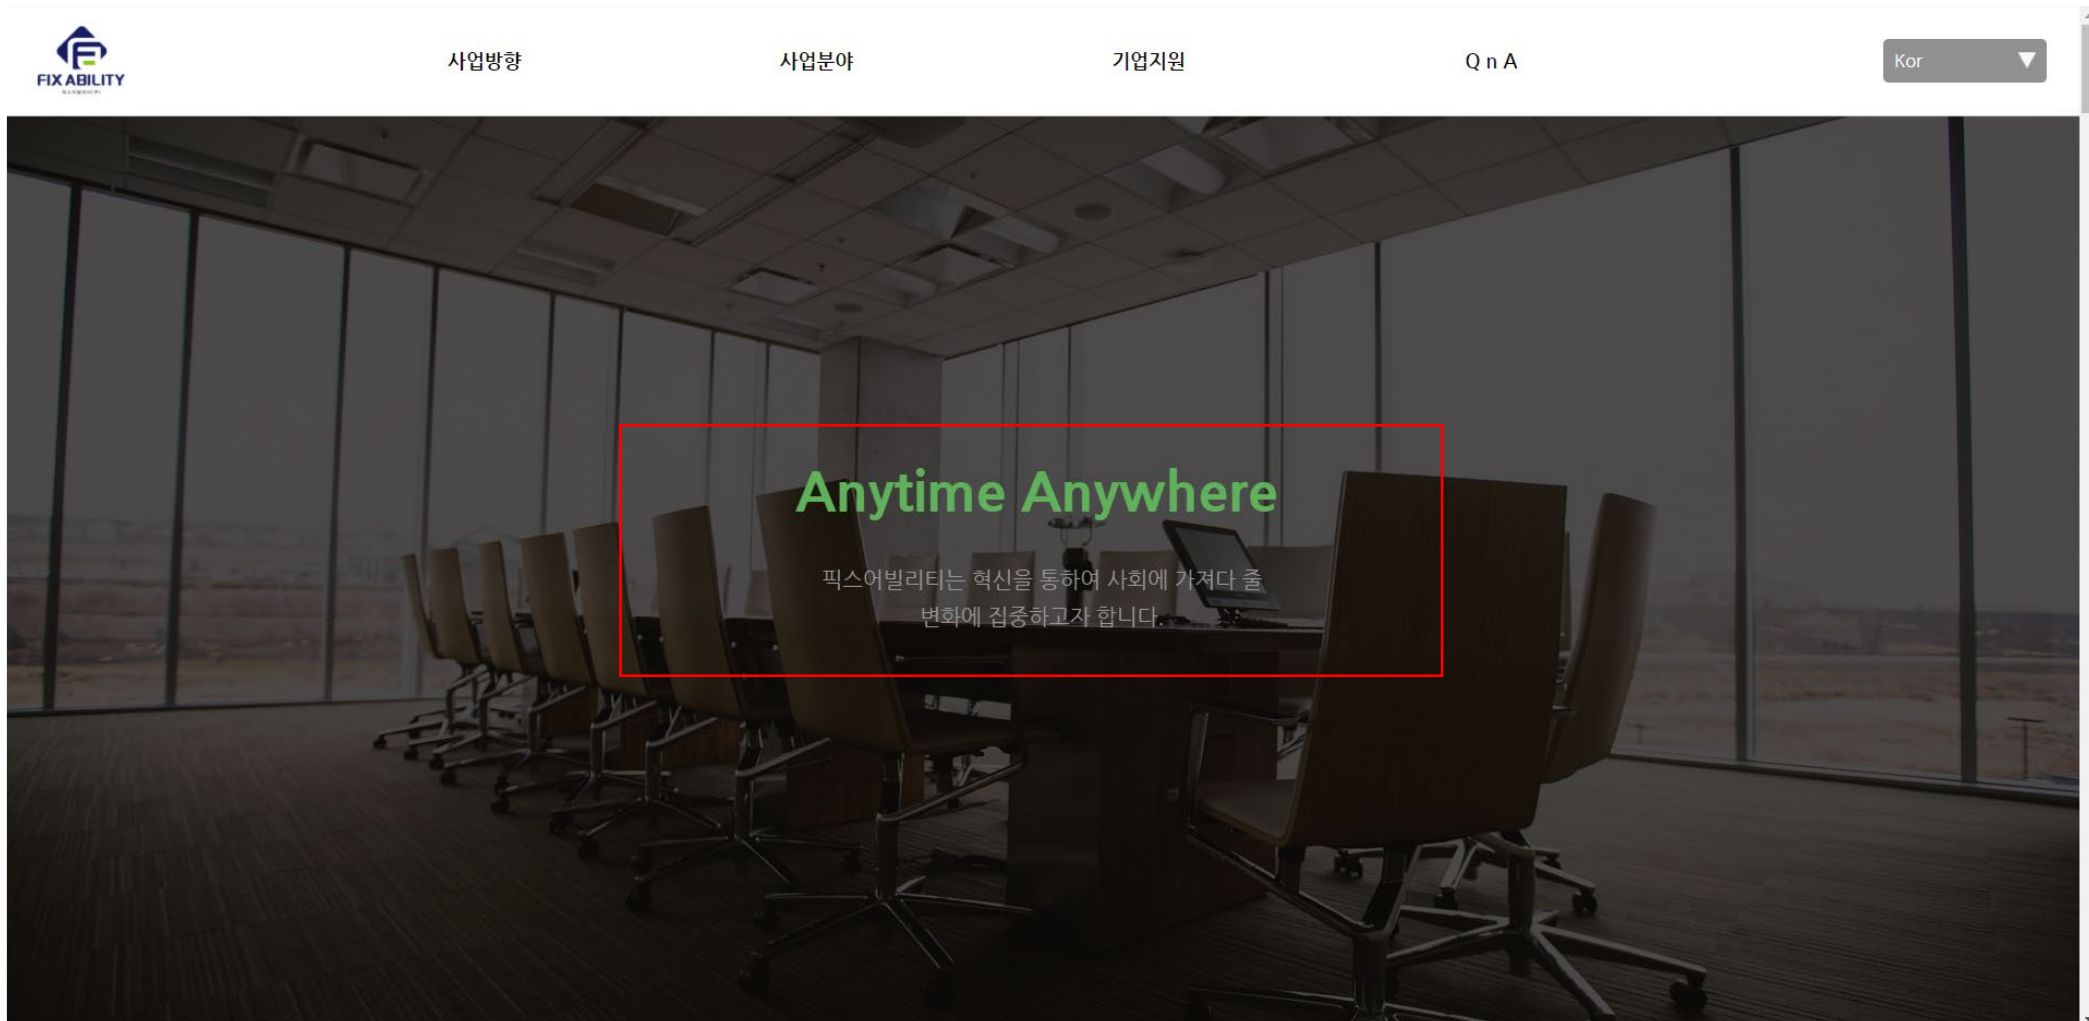 FIX ABILITY
사업방향
사업분야
기업지원
Q n A
Kor
Anytime Anywhere
픽스어빌리티는 혁신을 통하여 사회에 가져다 줄
변화에 집중하고자 합니다.